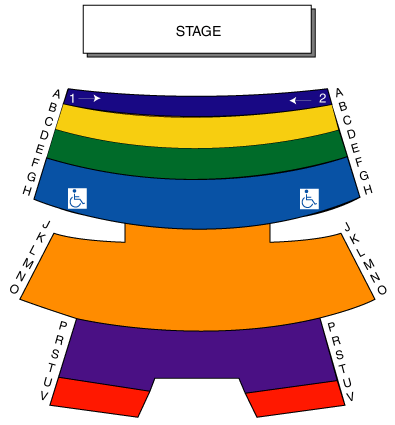 STAGE
A 1 2 A
B B
C C
D D
E E
F F
G G
H H
J J
K K
L L
M M
N N
O O
P P
R R
S S
T T
U U
V V